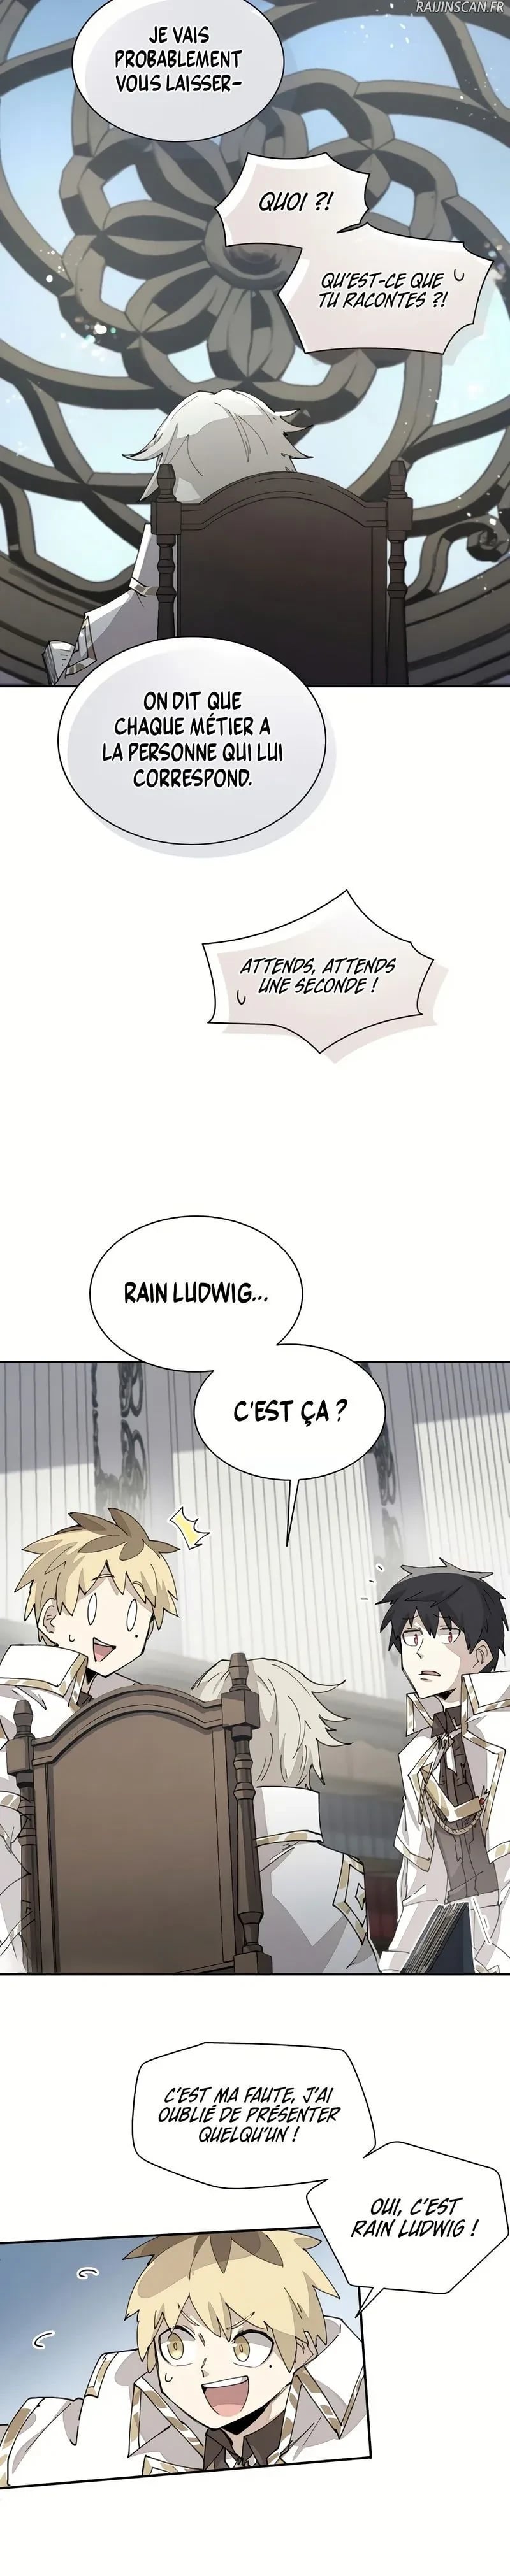 RAIJINSCAN.FR
JE VAIS
PROBABLEMENT
VOUS LAISSER-
QUOI ?!
QU'EST-CE QUE
TU RACONTES ?!
ON DIT QUE
CHAQUE MÉTIER A
LA PERSONNE QUI LUI
CORRESPOND.
ATTENDS, ATTENDS
UNE SECONDE !
RAIN LUDWIG...
C'EST ÇA ?
C'EST MA FAUTE, J'AI
OUBLIÉ DE PRÉSENTER
QUELQU'UN !
OUI, C'EST
RAIN LUDWIG !